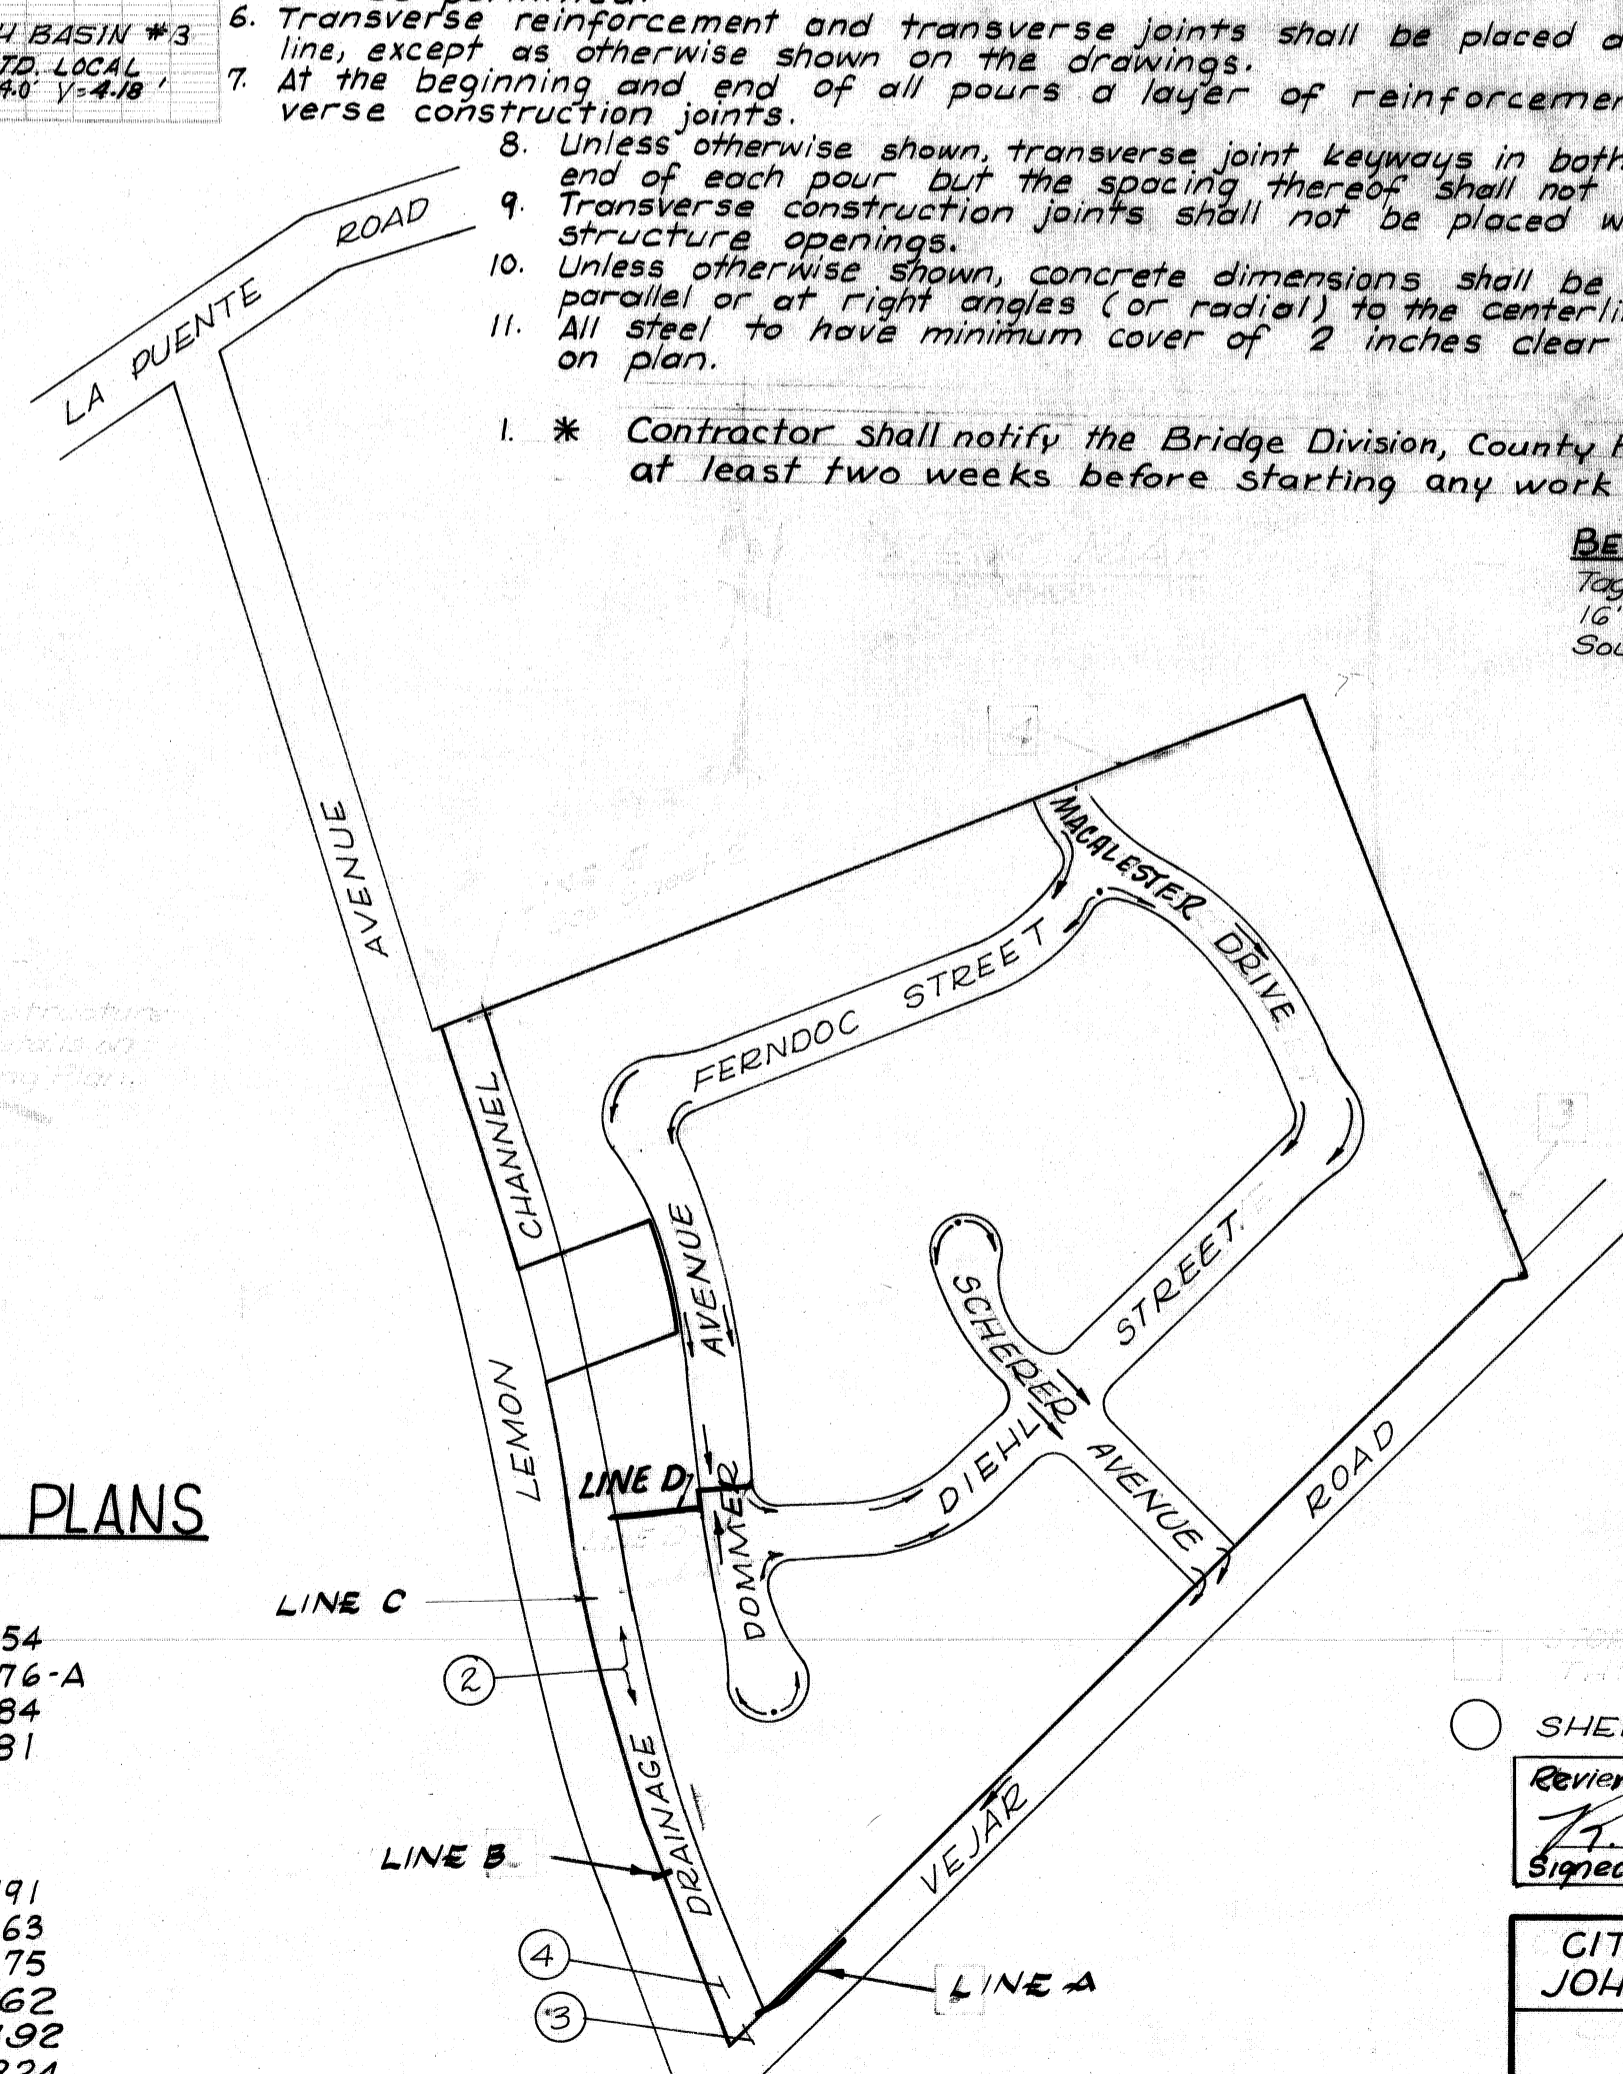 H BASIN #3
TD. LOCAL
4.0' V=4.18'
6. Transverse reinforcement and transverse joints shall be placed
line, except as otherwise shown on the drawings.
7. At the beginning and end of all pours a layer of
verse construction joints.
8. Unless otherwise shown, transverse joint keyways in both
end of each pour but the spacing thereof shall not
9. Transverse construction joints shall not be placed
structure openings.
10. Unless otherwise shown, concrete dimensions shall be
parallel or at right angles (or radial) to the
11. All steel to have minimum cover of 2 inches clear
on plan.
1. * Contractor shall notify the Bridge Division, County
at least two weeks before starting any work
LA PUENTE ROAD
LEMON AVENUE
MACALESTER DRIVE
FERNDOC STREET
DRAINAGE CHANNEL
DOMMER AVENUE
SCHERER AVENUE
DIEHL STREET
VEJAR ROAD
LINE D
LINE C
2
LINE B
4
3
LINE A
PLANS
54
76-A
84
81
91
63
75
62
192
SHE
Signed
CIT
JOH